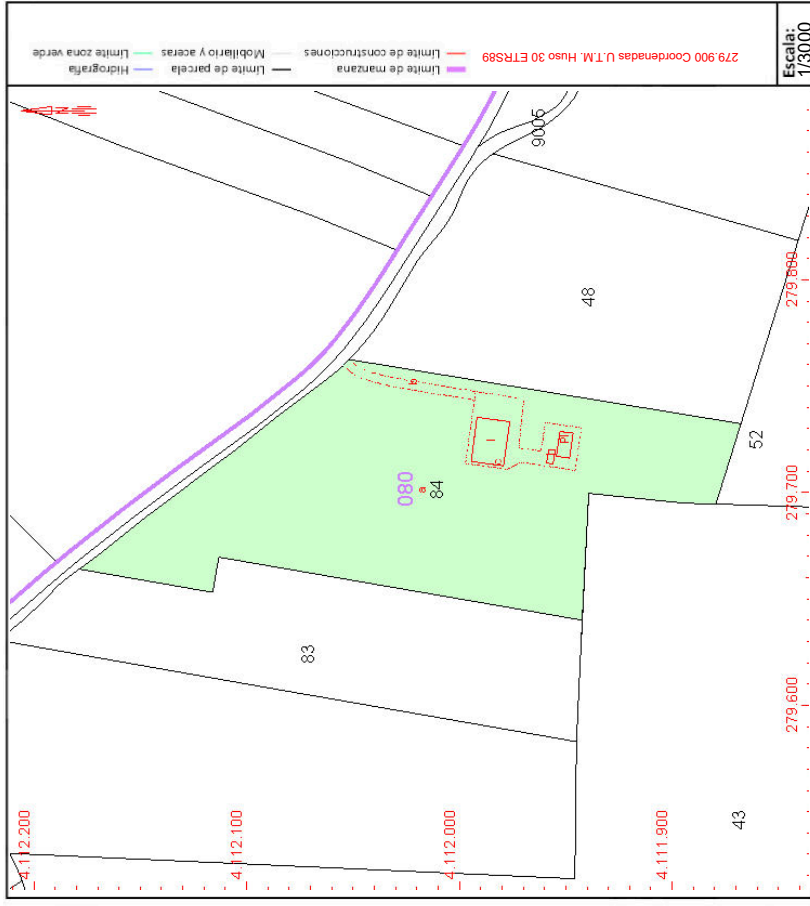 Límite de manzana
Límite de parcela
Hidrografía
Límite de construcciones
Mobiliario y aceras
Límite zona verde
279.900 Coordenadas U.T.M. Huso 30 ETRS89
Escala:
1/3000
4.112.200
4.112.100
4.112.000
4.111.900
9005
48
83
080
a
84
b
c
I
PI
52
43
279.600
279.700
279.800